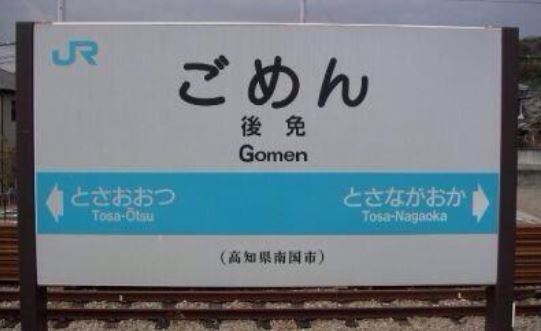 JR
ごめん
後免
Gomen
とさおおつ
Tosa-Ōtsu
とさながおか
Tosa-Nagaoka
(高知県南国市)